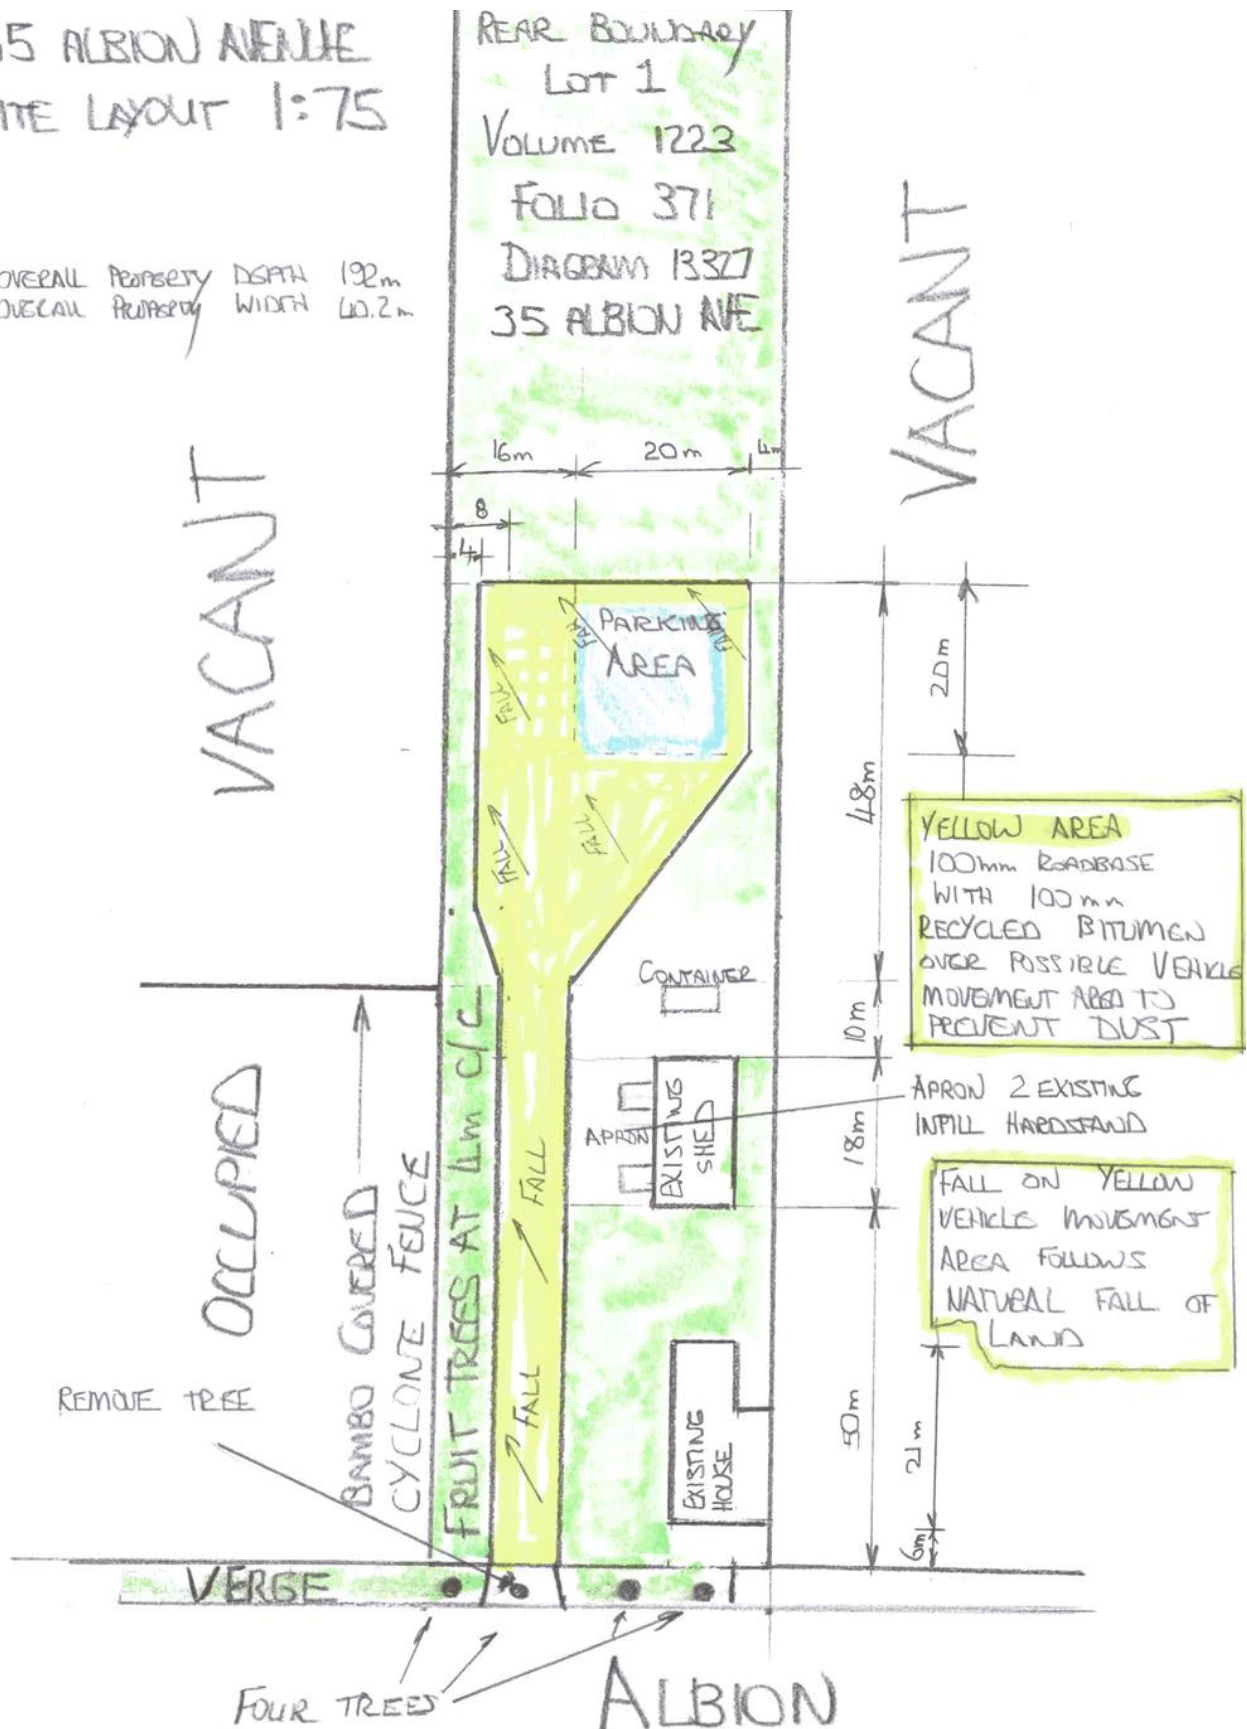 35 ALBION AVENUE
SITE LAYOUT 1:75
OVERALL PROPERTY DEPTH 192m
OVERALL PROPERTY WIDTH 40.2m
REAR BOUNDARY
LOT 1
VOLUME 1223
FOLIO 371
DIAGRAM 13327
35 ALBION AVE
VACANT
VACANT
16m
20m
4m
8
4
PARKING
AREA
FALL
FALL
FALL
FALL
FALL
20m
48m
YELLOW AREA
100mm ROADBASE
WITH 100mm
RECYCLED BITUMEN
OVER POSSIBLE VEHICLE
MOVEMENT AREA TO
PREVENT DUST
CONTAINER
10m
APRON 2 EXISTING
INFILL HARDSTAND
APRON
EXISTING
SHED
18m
FALL ON YELLOW
VEHICLE MOVEMENT
AREA FOLLOWS
NATURAL FALL OF
LAND
OCCUPIED
BAMBO COVERED
CYCLONE FENCE
FRUIT TREES AT 4m c/c
FALL
FALL
REMOVE TREE
EXISTING
HOUSE
50m
21m
6m
VERGE
FOUR TREES
ALBION